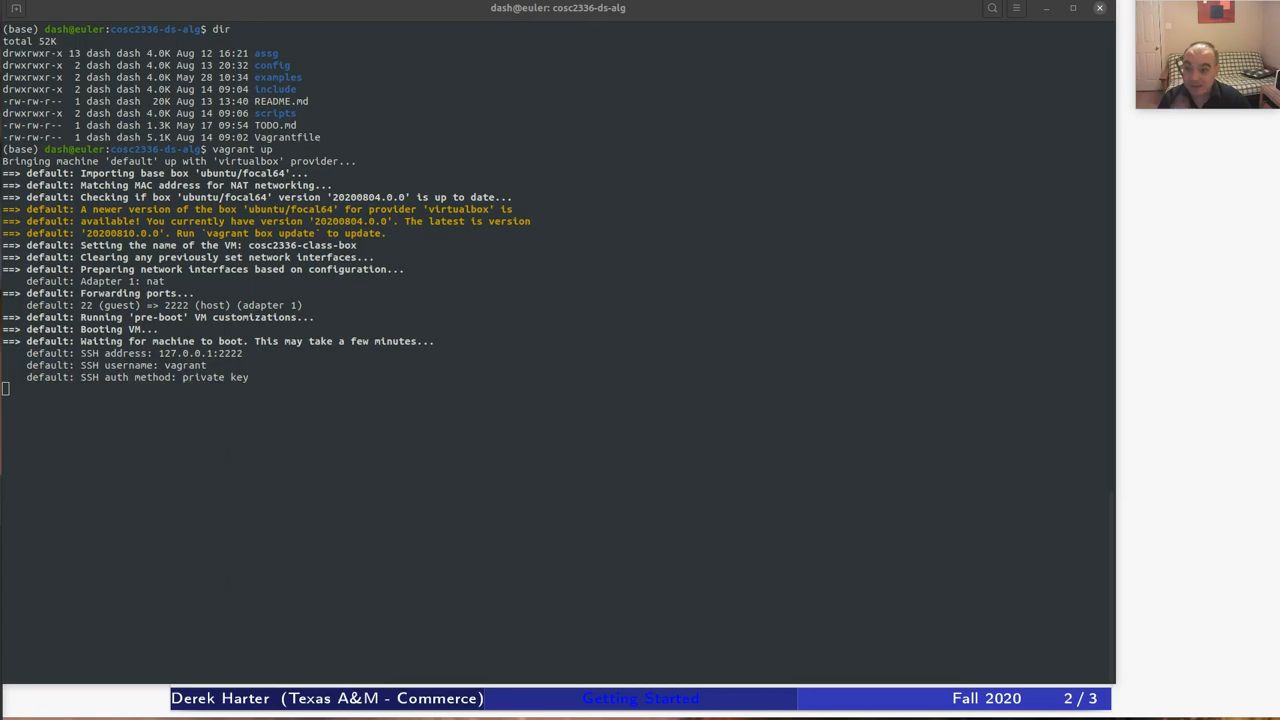 dash@euler: cosc2336-ds-alg
(base) dash@euler:cosc2336-ds-alg$ dir
total 52K
drwxrwxr-x 13 dash dash 4.0K Aug 12 16:21 assg
drwxrwxr-x  2 dash dash 4.0K Aug 13 20:32 config
drwxrwxr-x  2 dash dash 4.0K May 28 10:34 examples
drwxrwxr-x  2 dash dash 4.0K Aug 14 09:04 include
-rw-rw-r--  1 dash dash  20K Aug 13 13:40 README.md
drwxrwxr-x  2 dash dash 4.0K Aug 14 09:06 scripts
-rw-rw-r--  1 dash dash 1.3K May 17 09:54 TODO.md
-rw-rw-r--  1 dash dash 5.1K Aug 14 09:02 Vagrantfile
(base) dash@euler:cosc2336-ds-alg$ vagrant up
Bringing machine 'default' up with 'virtualbox' provider...
==> default: Importing base box 'ubuntu/focal64'...
==> default: Matching MAC address for NAT networking...
==> default: Checking if box 'ubuntu/focal64' version '20200804.0.0' is up to date...
==> default: A newer version of the box 'ubuntu/focal64' for provider 'virtualbox' is
==> default: available! You currently have version '20200804.0.0'. The latest is version
==> default: '20200810.0.0'. Run `vagrant box update` to update.
==> default: Setting the name of the VM: cosc2336-class-box
==> default: Clearing any previously set network interfaces...
==> default: Preparing network interfaces based on configuration...
    default: Adapter 1: nat
==> default: Forwarding ports...
    default: 22 (guest) => 2222 (host) (adapter 1)
==> default: Running 'pre-boot' VM customizations...
==> default: Booting VM...
==> default: Waiting for machine to boot. This may take a few minutes...
    default: SSH address: 127.0.0.1:2222
    default: SSH username: vagrant
    default: SSH auth method: private key
Derek Harter (Texas A&M - Commerce) Getting Started Fall 2020 2 / 3